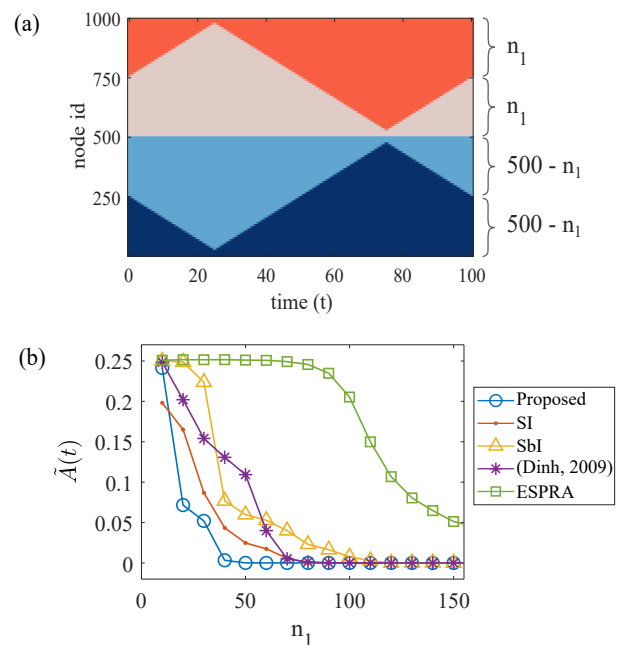 (a)
1000
750
500
250
node id
0
20
40
60
80
100
time (t)
n₁
n₁
500 - n₁
500 - n₁
(b)
0.25
0.2
0.15
0.1
0.05
0
Ã(t)
0
50
100
150
n₁
Proposed
SI
SbI
(Dinh, 2009)
ESPRA